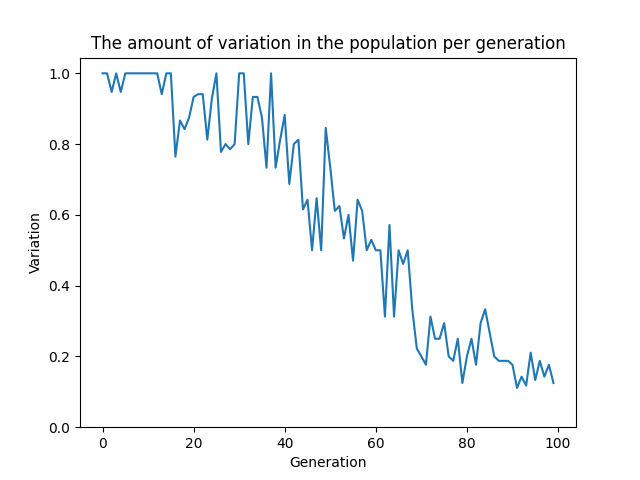 The amount of variation in the population per generation
1.0
0.8
0.6
0.4
0.2
0.0
Variation
0 20 40 60 80 100
Generation